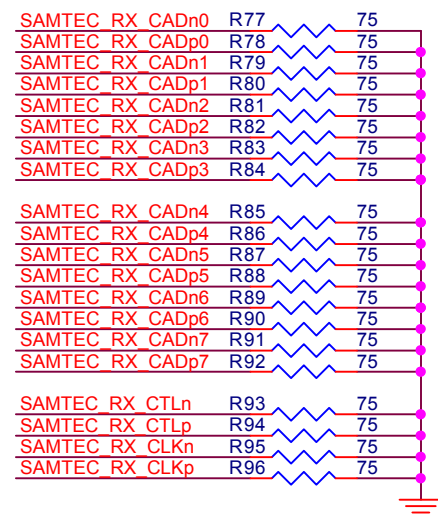 SAMTEC_RX_CADn0 R77 75
SAMTEC_RX_CADp0 R78 75
SAMTEC_RX_CADn1 R79 75
SAMTEC_RX_CADp1 R80 75
SAMTEC_RX_CADn2 R81 75
SAMTEC_RX_CADp2 R82 75
SAMTEC_RX_CADn3 R83 75
SAMTEC_RX_CADp3 R84 75
SAMTEC_RX_CADn4 R85 75
SAMTEC_RX_CADp4 R86 75
SAMTEC_RX_CADn5 R87 75
SAMTEC_RX_CADp5 R88 75
SAMTEC_RX_CADn6 R89 75
SAMTEC_RX_CADp6 R90 75
SAMTEC_RX_CADn7 R91 75
SAMTEC_RX_CADp7 R92 75
SAMTEC_RX_CTLn R93 75
SAMTEC_RX_CTLp R94 75
SAMTEC_RX_CLKn R95 75
SAMTEC_RX_CLKp R96 75